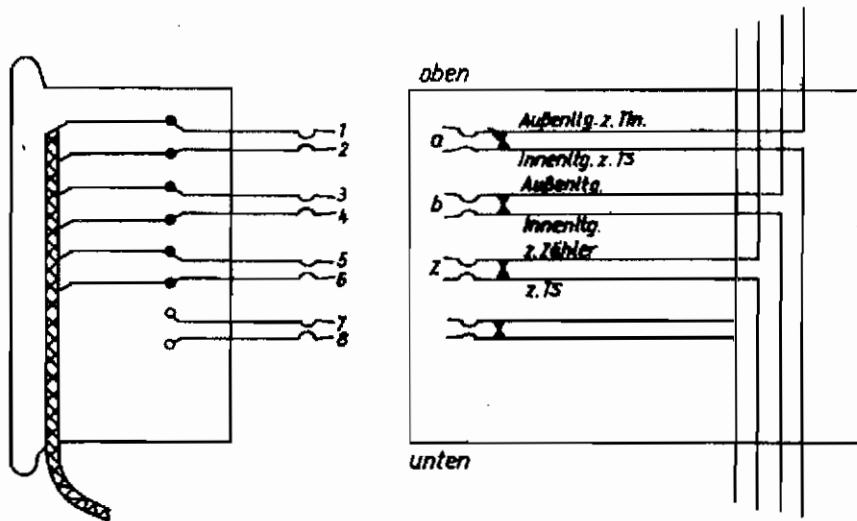 oben
1
2
3
4
5
6
7
8
a
Außenltg. z. Tln.
Innenltg. z. TS
b
Außenltg.
Innenltg.
Z
z. Zähler
z. TS
unten